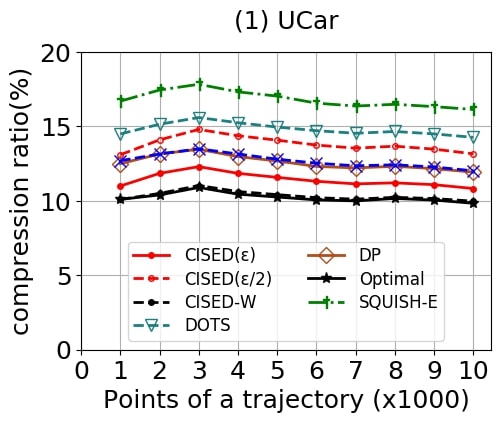 (1) UCar
compression ratio(%)
20
15
10
5
0
0 1 2 3 4 5 6 7 8 9 10
Points of a trajectory (x1000)
CISED(ε)
CISED(ε/2)
CISED-W
DOTS
DP
Optimal
SQUISH-E